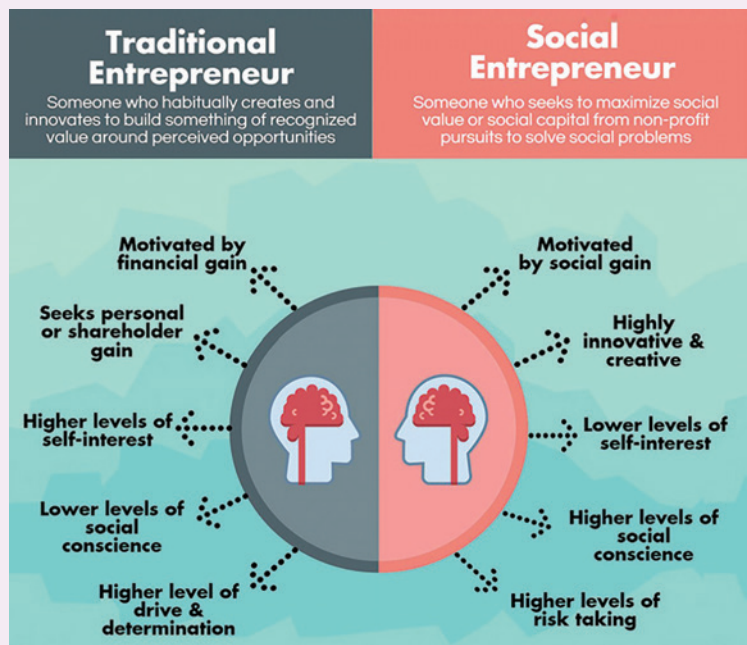 Traditional
Entrepreneur
Someone who habitually creates and
innovates to build something of recognized
value around perceived opportunities
Social
Entrepreneur
Someone who seeks to maximize social
value or social capital from non-profit
pursuits to solve social problems
Motivated by
financial gain
Seeks personal
or shareholder
gain
Higher levels of
self-interest
Lower levels of
social
conscience
Higher level of
drive &
determination
Motivated
by social gain
Highly
innovative &
creative
Lower levels of
self-interest
Higher levels of
social
conscience
Higher levels of
risk taking